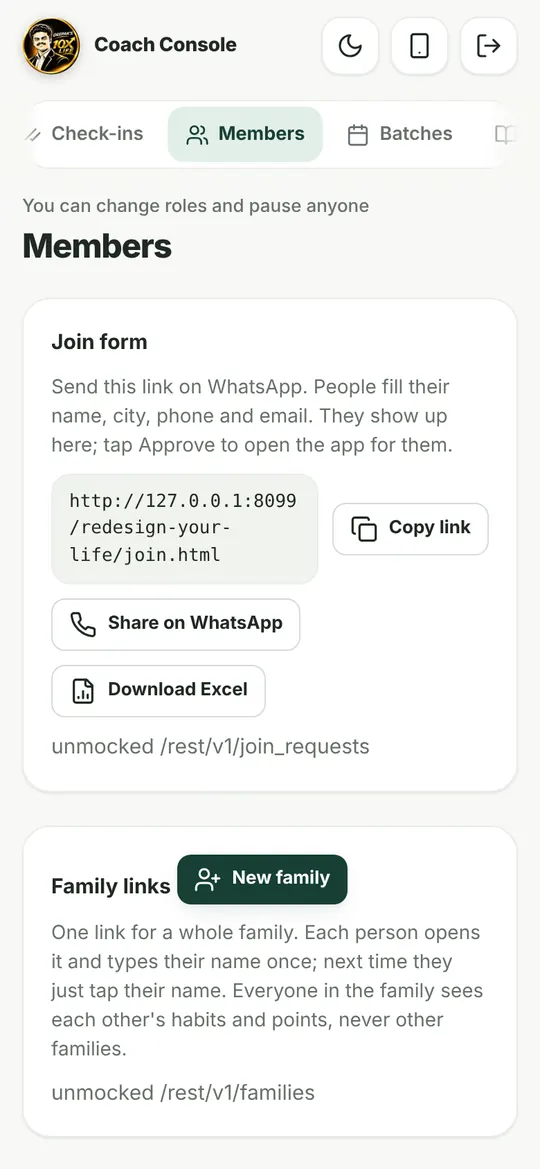 Coach Console
Check-ins
Members
Batches
You can change roles and pause anyone
Members
Join form
Send this link on WhatsApp. People fill their
name, city, phone and email. They show up
here; tap Approve to open the app for them.
http://127.0.0.1:8099
/redesign-your-
life/join.html
Copy link
Share on WhatsApp
Download Excel
unmocked /rest/v1/join_requests
Family links
New family
One link for a whole family. Each person opens
it and types their name once; next time they
just tap their name. Everyone in the family sees
each other's habits and points, never other
families.
unmocked /rest/v1/families